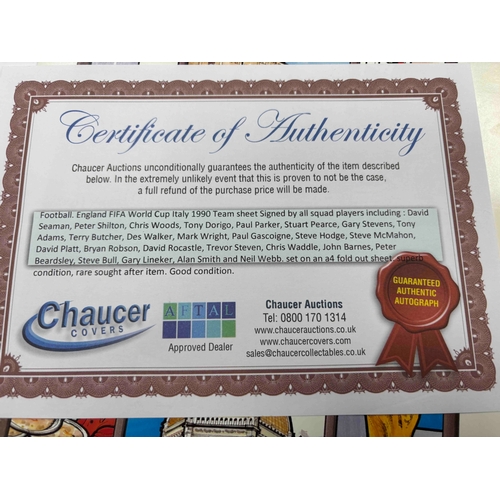 Certificate of Authenticity
Chaucer Auctions unconditionally guarantees the authenticity of the item described
below. In the extremely unlikely event that this is proven to not be the case,
a full refund of the purchase price will be made.
Football. England FIFA World Cup Italy 1990 Team sheet Signed by all squad players including : David
Seaman, Peter Shilton, Chris Woods, Tony Dorigo, Paul Parker, Stuart Pearce, Gary Stevens, Tony
Adams, Terry Butcher, Des Walker, Mark Wright, Paul Gascoigne, Steve Hodge, Steve McMahon,
David Platt, Bryan Robson, David Rocastle, Trevor Steven, Chris Waddle, John Barnes, Peter
Beardsley, Steve Bull, Gary Lineker, Alan Smith and Neil Webb. set on an a4 fold out sheet, superb
condition, rare sought after item. Good condition.
Chaucer
COVERS
AFTAL
Approved Dealer
Chaucer Auctions
Tel: 0800 170 1314
www.chaucerauctions.co.uk
www.chaucercovers.com
sales@chaucercollectables.co.uk
GUARANTEED
AUTHENTIC
AUTOGRAPH